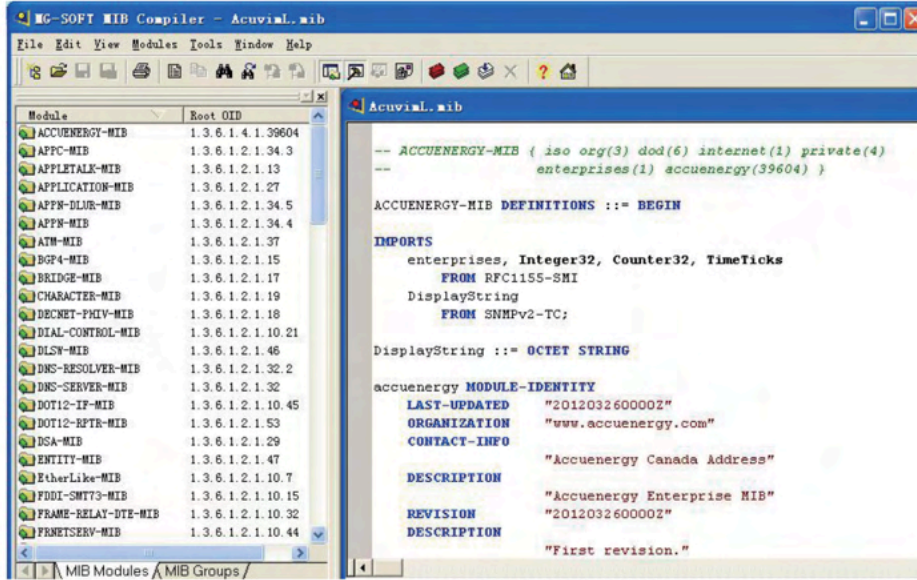 MG-SOFT MIB Compiler - AcuvimL.mib
File Edit View Modules Tools Window Help
Module Root OID
ACCUENERGY-MIB 1.3.6.1.4.1.39604
APPC-MIB 1.3.6.1.2.1.34.3
APPLETALK-MIB 1.3.6.1.2.1.13
APPLICATION-MIB 1.3.6.1.2.1.27
APPN-DLUR-MIB 1.3.6.1.2.1.34.5
APPN-MIB 1.3.6.1.2.1.34.4
ATM-MIB 1.3.6.1.2.1.37
BGP4-MIB 1.3.6.1.2.1.15
BRIDGE-MIB 1.3.6.1.2.1.17
CHARACTER-MIB 1.3.6.1.2.1.19
DECNET-PHIV-MIB 1.3.6.1.2.1.18
DIAL-CONTROL-MIB 1.3.6.1.2.1.10.21
DLSW-MIB 1.3.6.1.2.1.46
DNS-RESOLVER-MIB 1.3.6.1.2.1.32.2
DNS-SERVER-MIB 1.3.6.1.2.1.32
DOT12-IF-MIB 1.3.6.1.2.1.10.45
DOT12-RPTR-MIB 1.3.6.1.2.1.53
DSA-MIB 1.3.6.1.2.1.29
ENTITY-MIB 1.3.6.1.2.1.47
EtherLike-MIB 1.3.6.1.2.1.10.7
FDDI-SMT73-MIB 1.3.6.1.2.1.10.15
FRAME-RELAY-DTE-MIB 1.3.6.1.2.1.10.32
FRNETSERV-MIB 1.3.6.1.2.1.10.44
MIB Modules MIB Groups
AcuvimL.mib
-- ACCUENERGY-MIB { iso org(3) dod(6) internet(1) private(4)
-- enterprises(1) accuenergy(39604) }
ACCUENERGY-MIB DEFINITIONS ::= BEGIN
IMPORTS
enterprises, Integer32, Counter32, TimeTicks
FROM RFC1155-SMI
DisplayString
FROM SNMPv2-TC;
DisplayString ::= OCTET STRING
accuenergy MODULE-IDENTITY
LAST-UPDATED "201203260000Z"
ORGANIZATION "www.accuenergy.com"
CONTACT-INFO
"Accuenergy Canada Address"
DESCRIPTION
"Accuenergy Enterprise MIB"
REVISION "201203260000Z"
DESCRIPTION
"First revision."